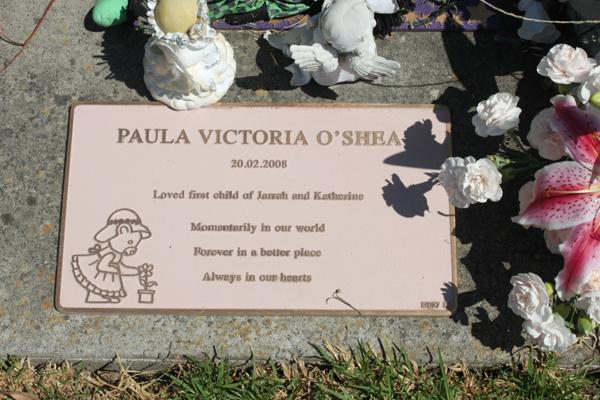 PAULA VICTORIA O'SHEA
20.02.2008
Loved first child of Jarrah and Katherine
Momentarily in our world
Forever in a better place
Always in our hearts